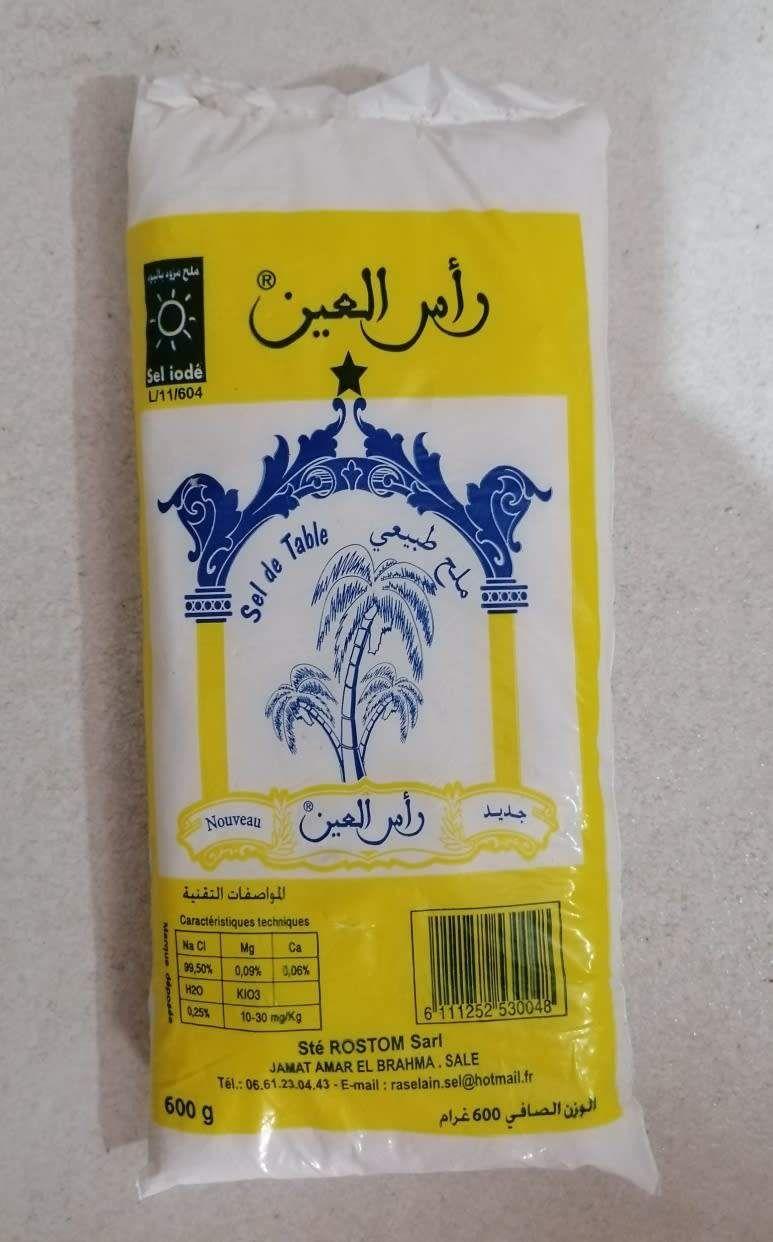 ملح مزود باليود
Sel iodé
L/11/604
رأس العين ®
Sel de Table
ملح طبيعي
Nouveau
رأس العين ®
جديد
المواصفات التقنية
Caractéristiques techniques
Na Cl Mg Ca
99,50% 0,09% 0,06%
H2O KIO3
0,25% 10-30 mg/Kg
Marque déposée
6 111252 530048
Sté ROSTOM Sarl
JAMAT AMAR EL BRAHMA . SALE
Tél.: 06.61.23.04.43 - E-mail : raselain.sel@hotmail.fr
600 g
الوزن الصافي 600 غرام